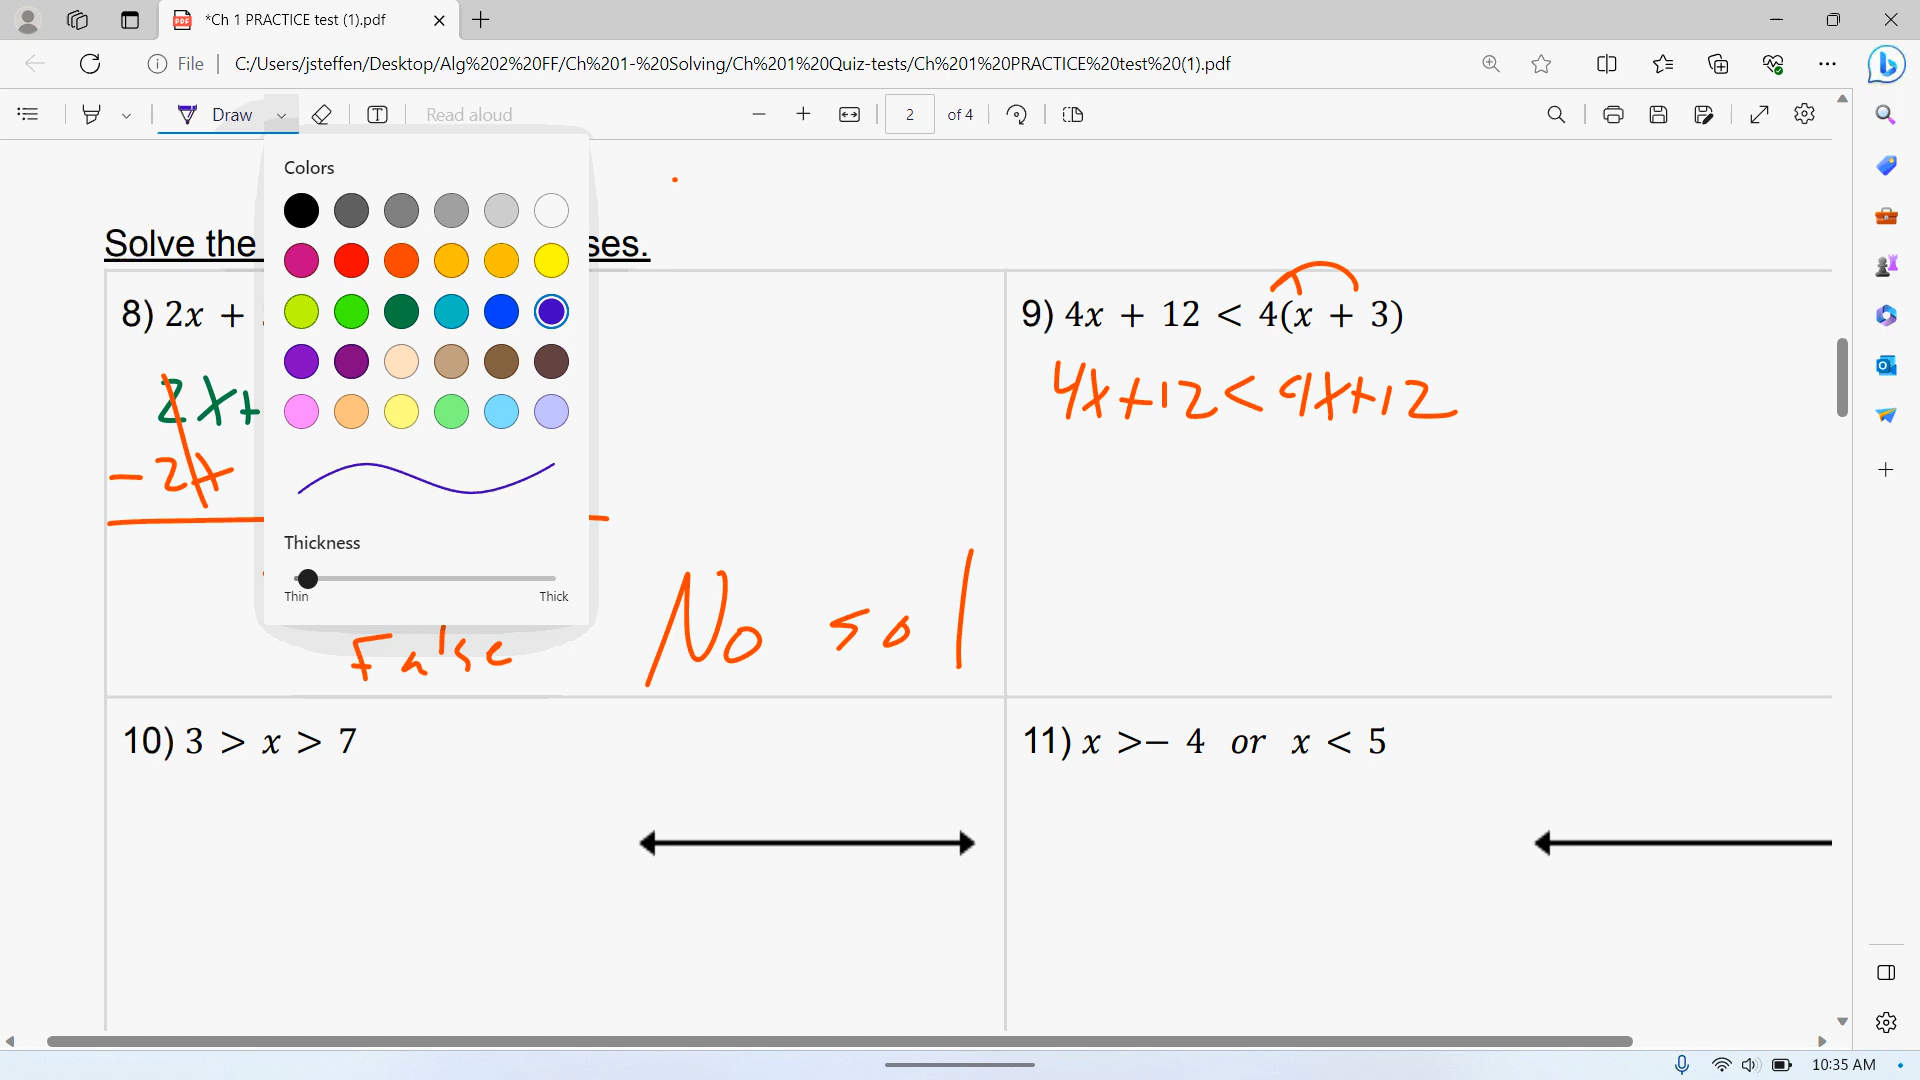 *Ch 1 PRACTICE test (1).pdf
File
C:/Users/jsteffen/Desktop/Alg%202%20FF/Ch%201-%20Solving/Ch%201%20Quiz-tests/Ch%201%20PRACTICE%20test%20(1).pdf
Draw
Read aloud
2 of 4
Colors
Thickness
Thin Thick
Solve the ses.
8) 2x +
2x+
- 2x
False
No sol
9) 4x + 12 < 4(x + 3)
4x+12<4x+12
10) 3 > x > 7
11) x >− 4 or x < 5
10:35 AM